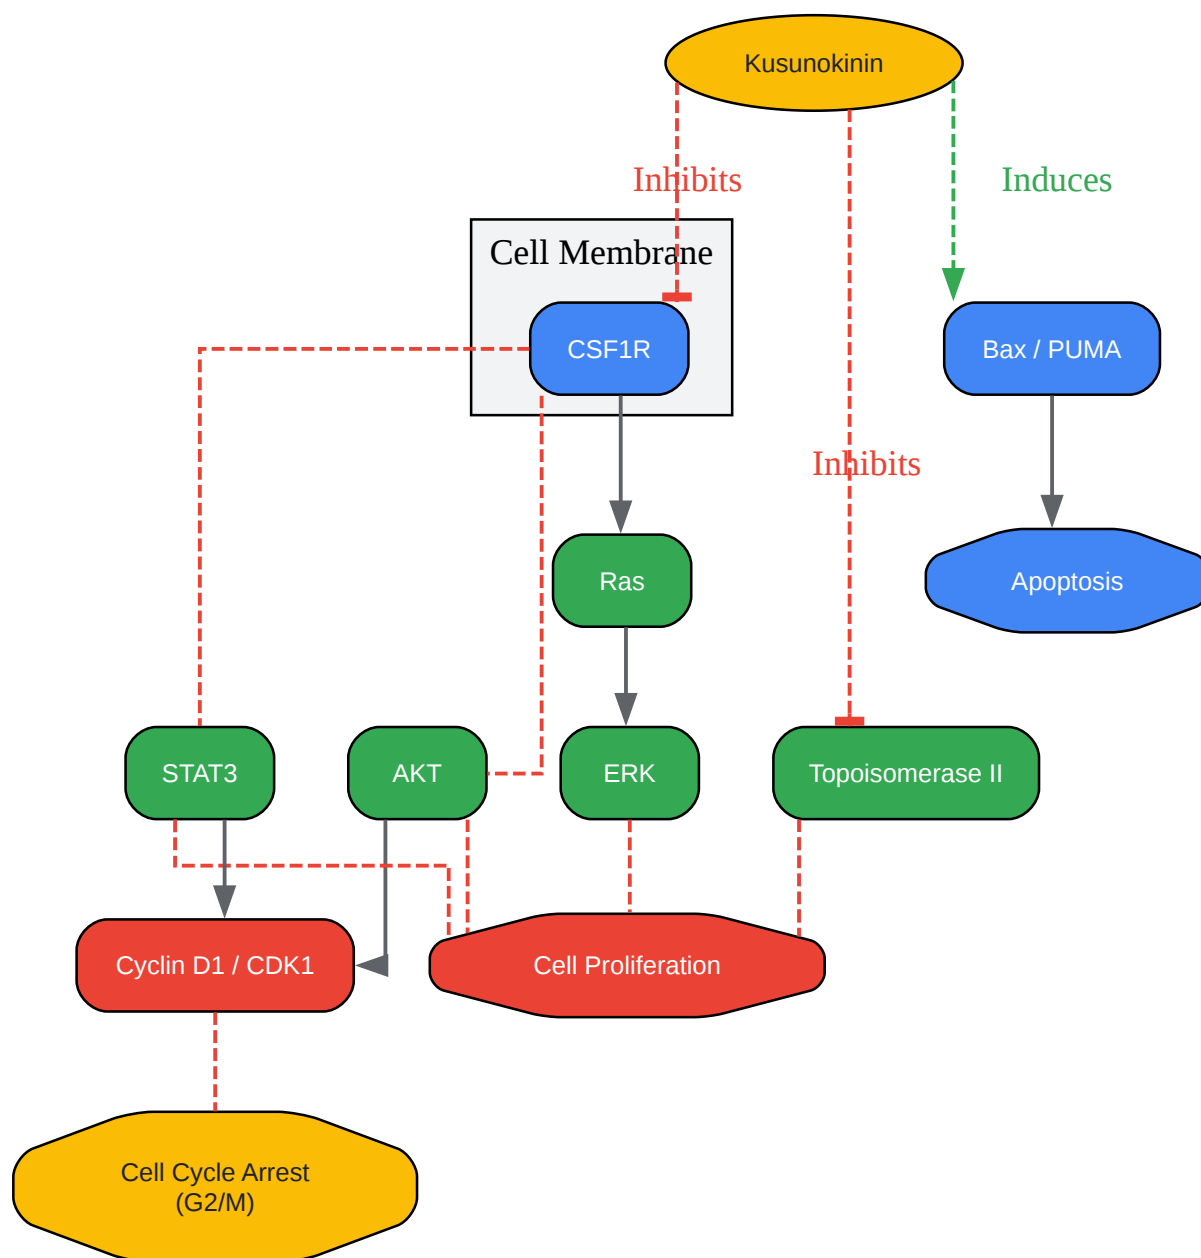 Kusunokinin
Inhibits
Induces
Cell Membrane
CSF1R
Bax / PUMA
Inhibits
Ras
Apoptosis
STAT3
AKT
ERK
Topoisomerase II
Cyclin D1 / CDK1
Cell Proliferation
Cell Cycle Arrest
(G2/M)